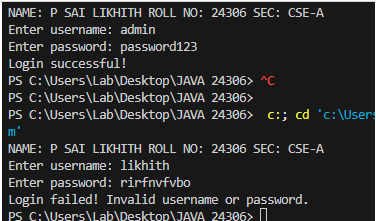 NAME: P SAI LIKHITH ROLL NO: 24306 SEC: CSE-A
Enter username: admin
Enter password: password123
Login successful!
PS C:\Users\Lab\Desktop\JAVA 24306> ^C
PS C:\Users\Lab\Desktop\JAVA 24306>
PS C:\Users\Lab\Desktop\JAVA 24306>  c:; cd 'c:\Users
m'
NAME: P SAI LIKHITH ROLL NO: 24306 SEC: CSE-A
Enter username: likhith
Enter password: rirfnvfvbo
Login failed! Invalid username or password.
PS C:\Users\Lab\Desktop\JAVA 24306>